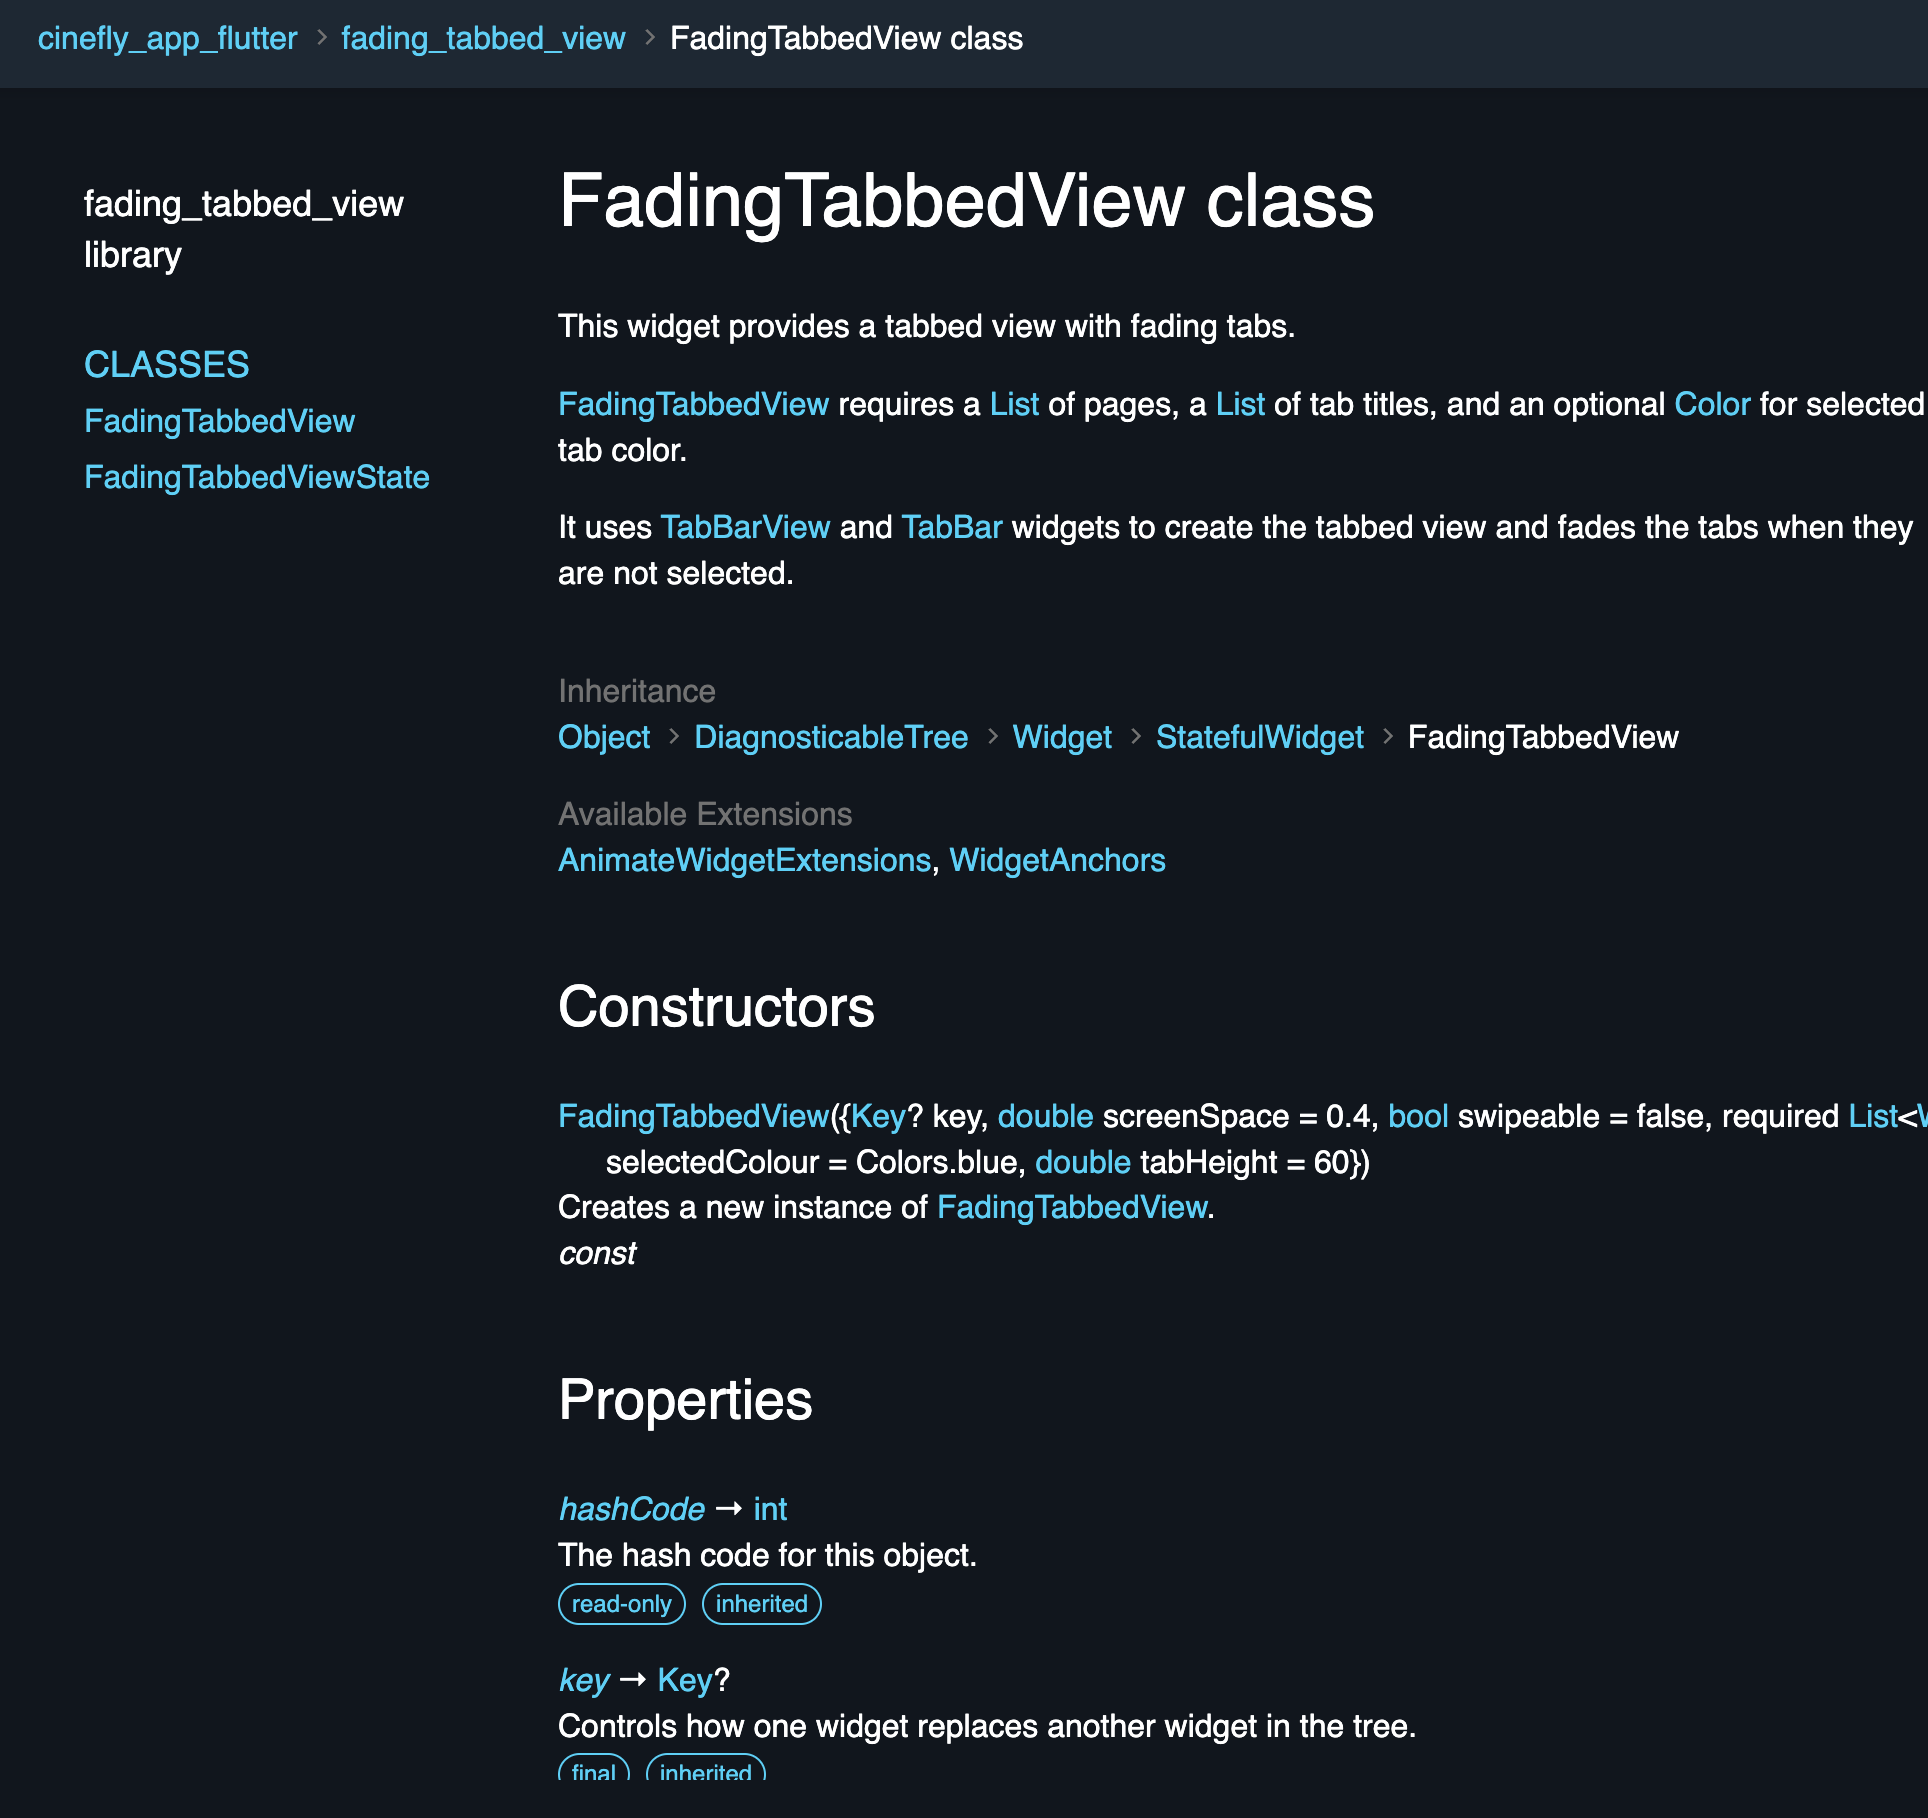 cinefly_app_flutter > fading_tabbed_view > FadingTabbedView class
fading_tabbed_view
library
CLASSES
FadingTabbedView
FadingTabbedViewState
FadingTabbedView class
This widget provides a tabbed view with fading tabs.
FadingTabbedView requires a List of pages, a List of tab titles, and an optional Color for selected
tab color.
It uses TabBarView and TabBar widgets to create the tabbed view and fades the tabs when they
are not selected.
Inheritance
Object > DiagnosticableTree > Widget > StatefulWidget > FadingTabbedView
Available Extensions
AnimateWidgetExtensions, WidgetAnchors
Constructors
FadingTabbedView({Key? key, double screenSpace = 0.4, bool swipeable = false, required List<
selectedColour = Colors.blue, double tabHeight = 60})
Creates a new instance of FadingTabbedView.
const
Properties
hashCode → int
The hash code for this object.
read-only inherited
key → Key?
Controls how one widget replaces another widget in the tree.
final inherited